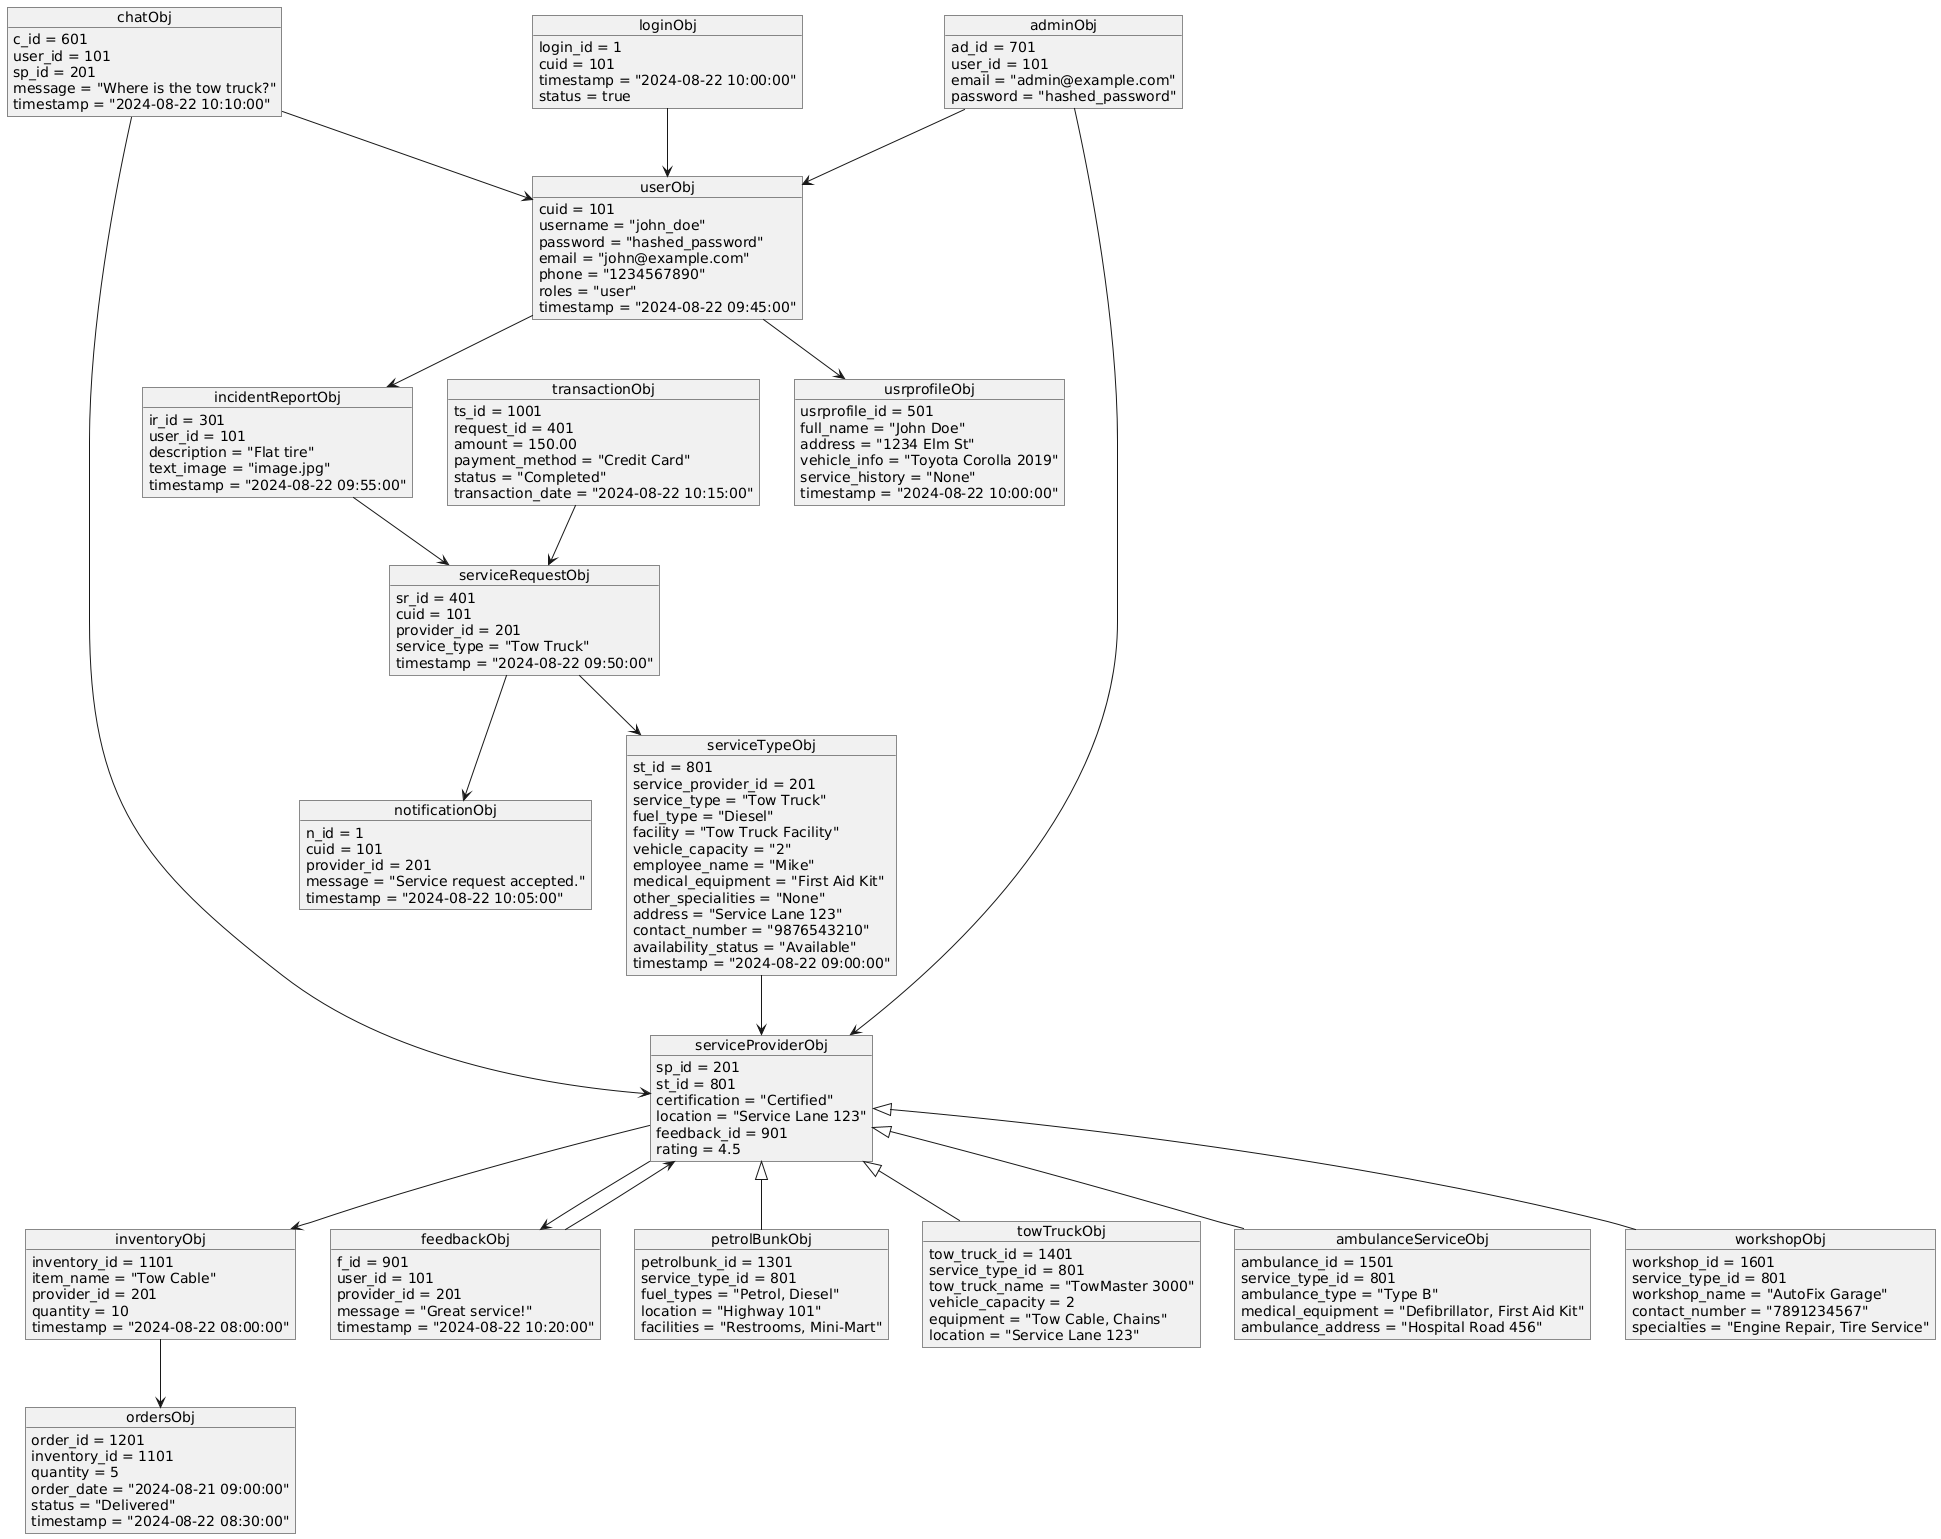 chatObj
c_id = 601
user_id = 101
sp_id = 201
message = "Where is the tow truck?"
timestamp = "2024-08-22 10:10:00"
loginObj
login_id = 1
cuid = 101
timestamp = "2024-08-22 10:00:00"
status = true
adminObj
ad_id = 701
user_id = 101
email = "admin@example.com"
password = "hashed_password"
userObj
cuid = 101
username = "john_doe"
password = "hashed_password"
email = "john@example.com"
phone = "1234567890"
roles = "user"
timestamp = "2024-08-22 09:45:00"
incidentReportObj
ir_id = 301
user_id = 101
description = "Flat tire"
text_image = "image.jpg"
timestamp = "2024-08-22 09:55:00"
transactionObj
ts_id = 1001
request_id = 401
amount = 150.00
payment_method = "Credit Card"
status = "Completed"
transaction_date = "2024-08-22 10:15:00"
usrprofileObj
usrprofile_id = 501
full_name = "John Doe"
address = "1234 Elm St"
vehicle_info = "Toyota Corolla 2019"
service_history = "None"
timestamp = "2024-08-22 10:00:00"
serviceRequestObj
sr_id = 401
cuid = 101
provider_id = 201
service_type = "Tow Truck"
timestamp = "2024-08-22 09:50:00"
notificationObj
n_id = 1
cuid = 101
provider_id = 201
message = "Service request accepted."
timestamp = "2024-08-22 10:05:00"
serviceTypeObj
st_id = 801
service_provider_id = 201
service_type = "Tow Truck"
fuel_type = "Diesel"
facility = "Tow Truck Facility"
vehicle_capacity = "2"
employee_name = "Mike"
medical_equipment = "First Aid Kit"
other_specialities = "None"
address = "Service Lane 123"
contact_number = "9876543210"
availability_status = "Available"
timestamp = "2024-08-22 09:00:00"
serviceProviderObj
sp_id = 201
st_id = 801
certification = "Certified"
location = "Service Lane 123"
feedback_id = 901
rating = 4.5
inventoryObj
inventory_id = 1101
item_name = "Tow Cable"
provider_id = 201
quantity = 10
timestamp = "2024-08-22 08:00:00"
feedbackObj
f_id = 901
user_id = 101
provider_id = 201
message = "Great service!"
timestamp = "2024-08-22 10:20:00"
petrolBunkObj
petrolbunk_id = 1301
service_type_id = 801
fuel_types = "Petrol, Diesel"
location = "Highway 101"
facilities = "Restrooms, Mini-Mart"
towTruckObj
tow_truck_id = 1401
service_type_id = 801
tow_truck_name = "TowMaster 3000"
vehicle_capacity = 2
equipment = "Tow Cable, Chains"
location = "Service Lane 123"
ambulanceServiceObj
ambulance_id = 1501
service_type_id = 801
ambulance_type = "Type B"
medical_equipment = "Defibrillator, First Aid Kit"
ambulance_address = "Hospital Road 456"
workshopObj
workshop_id = 1601
service_type_id = 801
workshop_name = "AutoFix Garage"
contact_number = "7891234567"
specialties = "Engine Repair, Tire Service"
ordersObj
order_id = 1201
inventory_id = 1101
quantity = 5
order_date = "2024-08-21 09:00:00"
status = "Delivered"
timestamp = "2024-08-22 08:30:00"